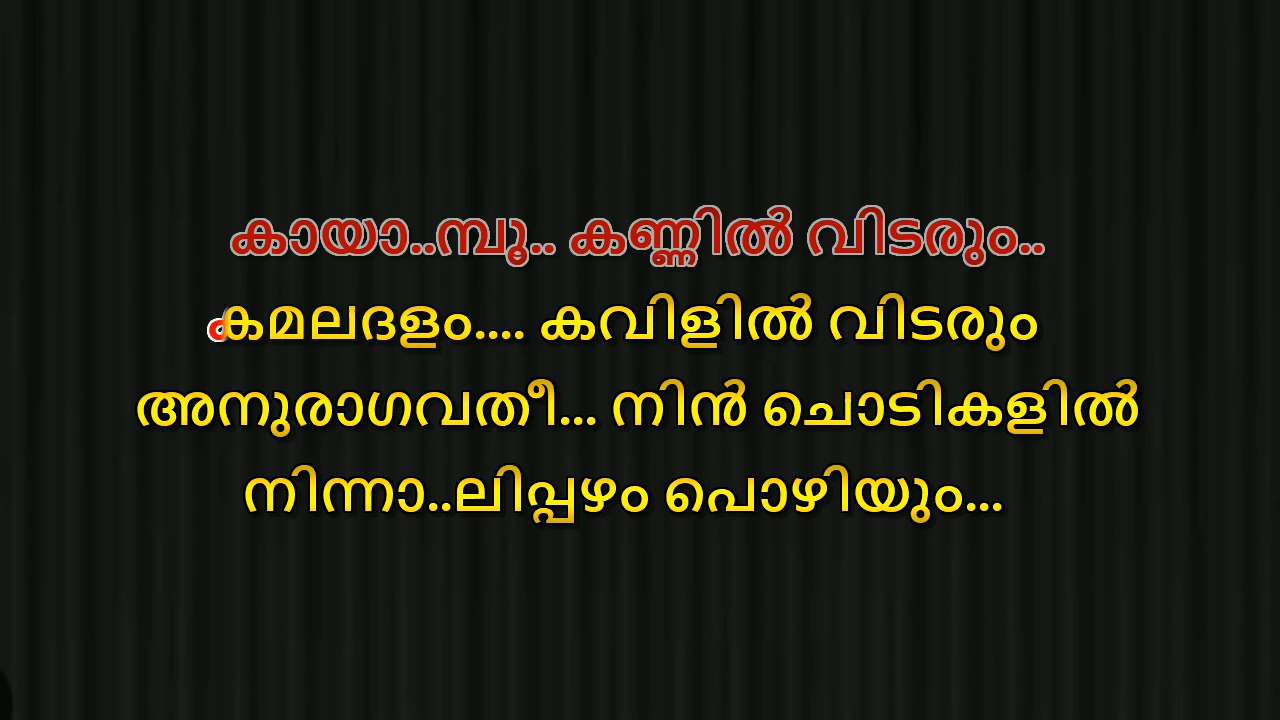 കായാ..മ്പൂ.. കണ്ണിൽ വിടരും..
കമലദളം.... കവിളിൽ വിടരും
അനുരാഗവതീ... നിൻ ചൊടികളിൽ
നിന്നാ..ലിപ്പഴം പൊഴിയും...